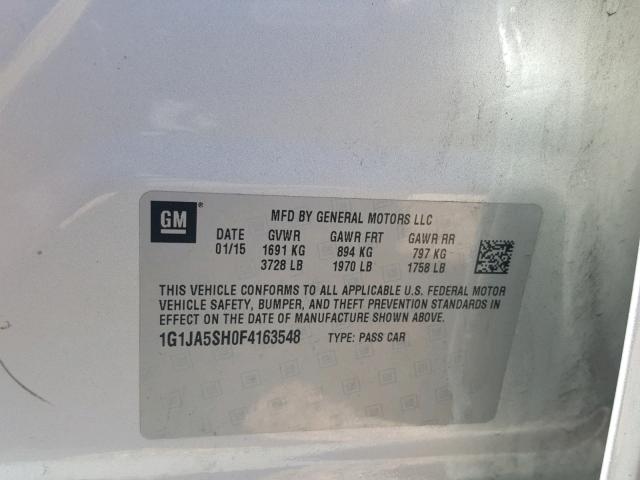 GM ® MFD BY GENERAL MOTORS LLC
DATE GVWR GAWR FRT GAWR RR
01/15 1691 KG 894 KG 797 KG
3728 LB 1970 LB 1758 LB
THIS VEHICLE CONFORMS TO ALL APPLICABLE U.S. FEDERAL MOTOR
VEHICLE SAFETY, BUMPER, AND THEFT PREVENTION STANDARDS IN
EFFECT ON THE DATE OF MANUFACTURE SHOWN ABOVE.
1G1JA5SH0F4163548 TYPE: PASS CAR